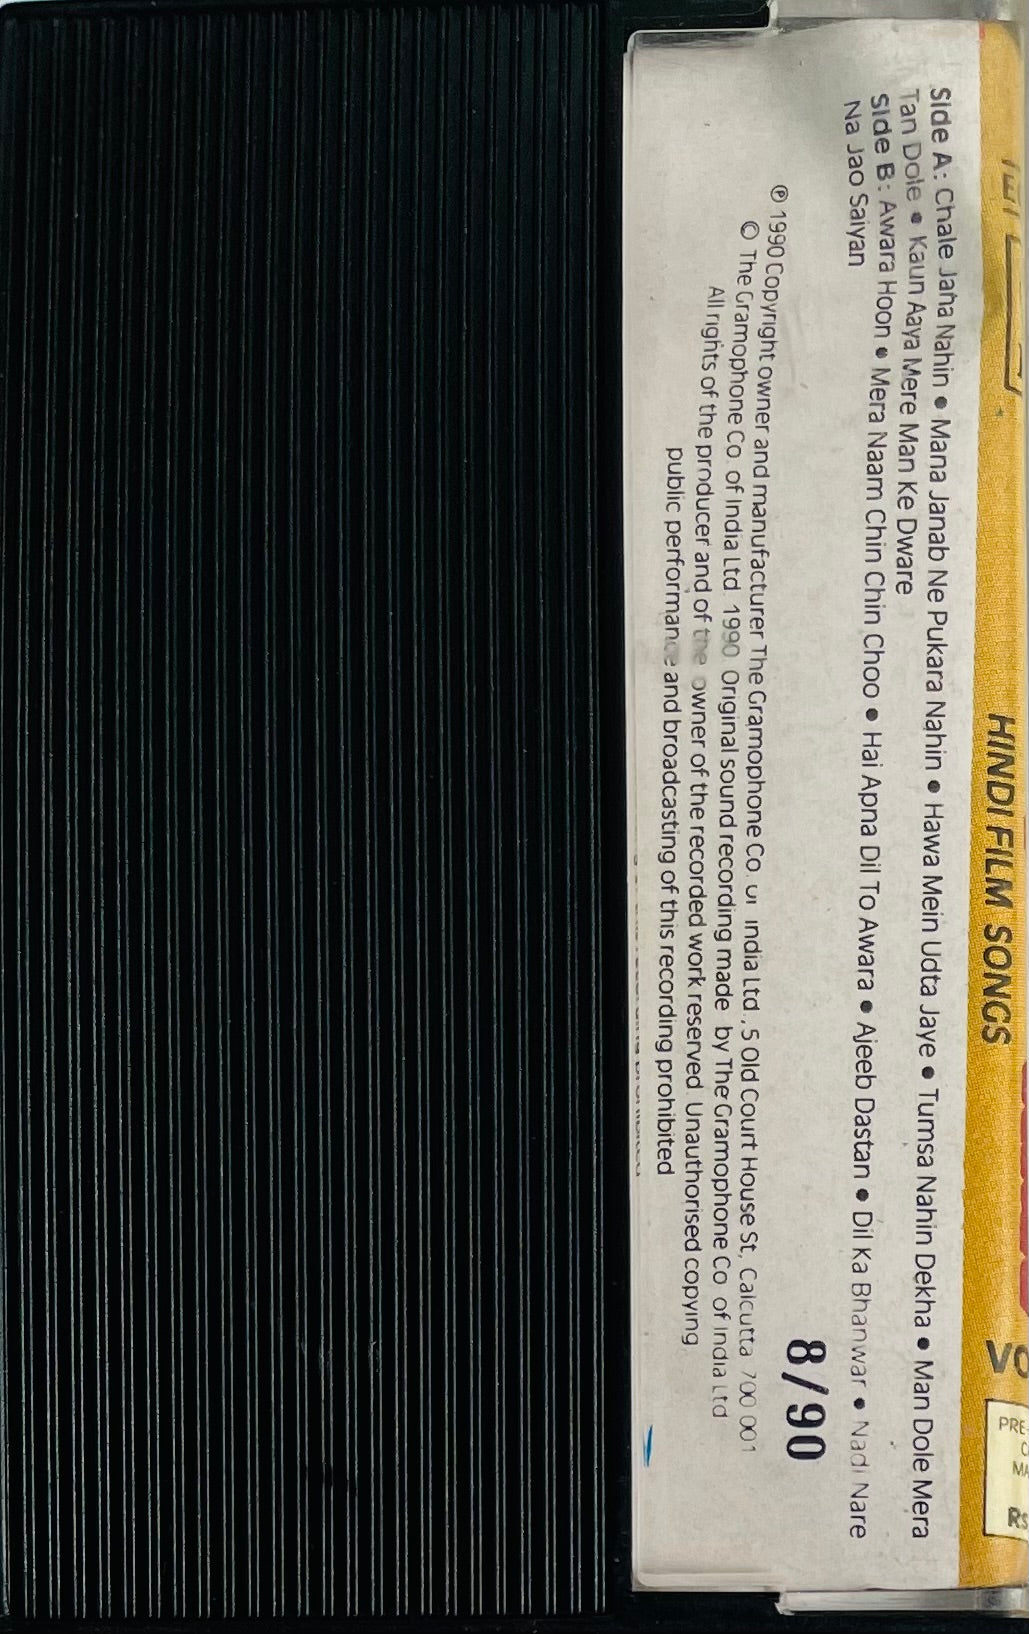 HINDI FILM SONGS
Side A: Chale Jaha Nahin • Mana Janab Ne Pukara Nahin • Hawa Mein Udta Jaye • Tumsa Nahin Dekha • Man Dole Mera
Tan Dole • Kaun Aaya Mere Man Ke Dware
Side B: Awara Hoon • Mera Naam Chin Chin Choo • Hai Apna Dil To Awara • Ajeeb Dastan • Dil Ka Bhanwar • Nadi Nare
Na Jao Saiyan
8/90
℗ 1990 Copyright owner and manufacturer The Gramophone Co. of India Ltd., 5 Old Court House St, Calcutta 700 001
© The Gramophone Co. of India Ltd 1990. Original sound recording made by The Gramophone Co. of India Ltd
All rights of the producer and of the owner of the recorded work reserved. Unauthorised copying
public performance and broadcasting of this recording prohibited